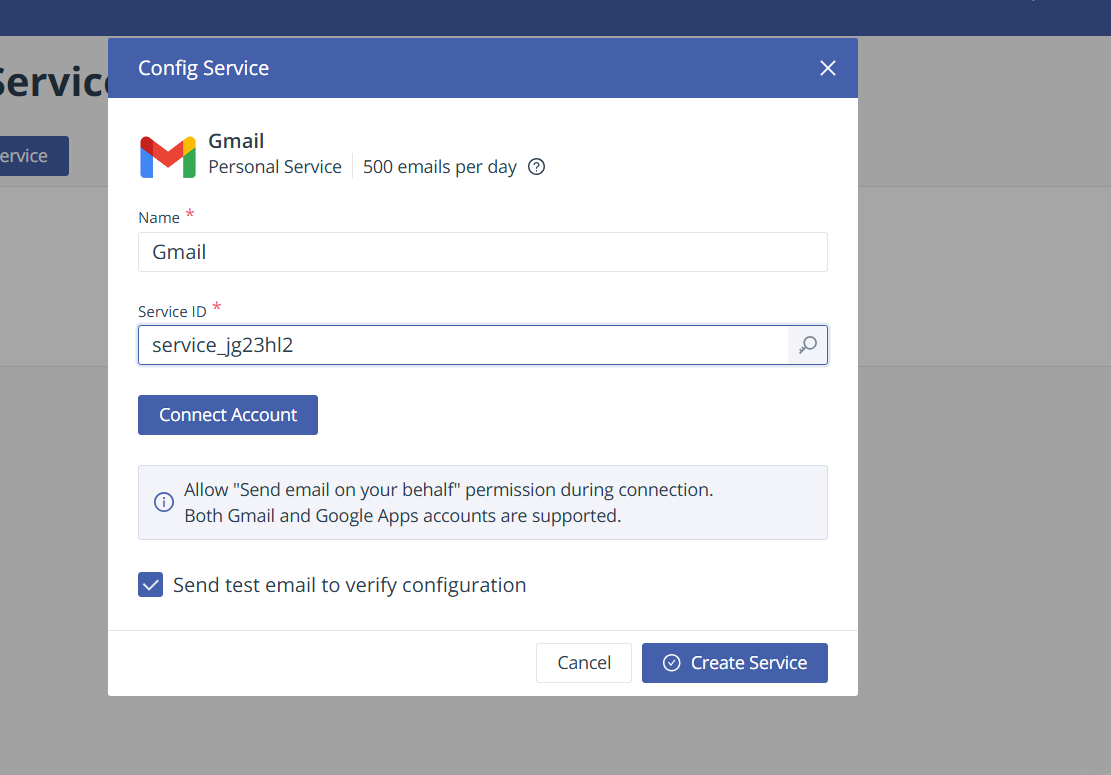 Config Service
Service
ervice
Gmail
Personal Service
500 emails per day
Name *
Gmail
Service ID *
service_jg23hl2
Connect Account
Allow "Send email on your behalf" permission during connection.
Both Gmail and Google Apps accounts are supported.
Send test email to verify configuration
Cancel
Create Service